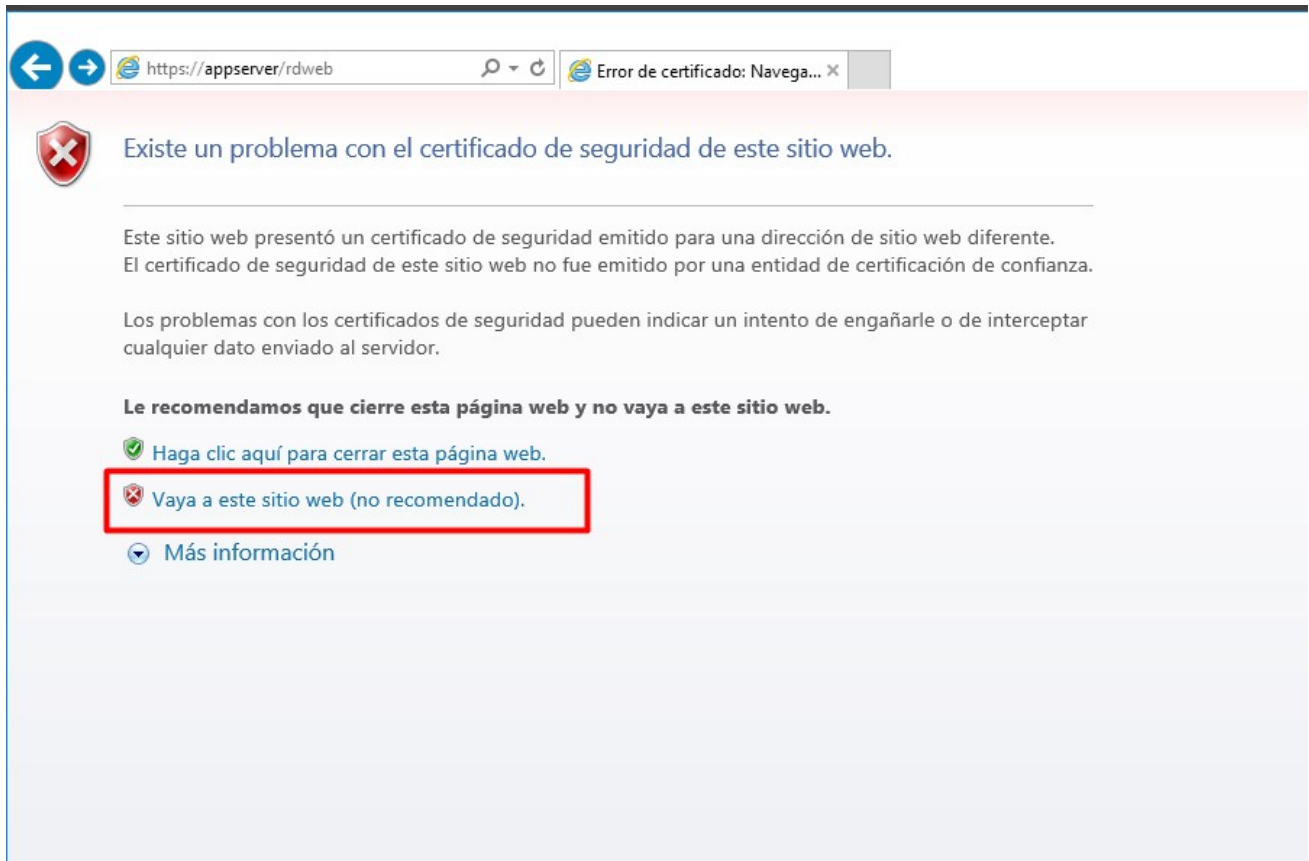 https://appserver/rdweb
Error de certificado: Navega...
Existe un problema con el certificado de seguridad de este sitio web.
Este sitio web presentó un certificado de seguridad emitido para una dirección de sitio web diferente.
El certificado de seguridad de este sitio web no fue emitido por una entidad de certificación de confianza.
Los problemas con los certificados de seguridad pueden indicar un intento de engañarle o de interceptar
cualquier dato enviado al servidor.
Le recomendamos que cierre esta página web y no vaya a este sitio web.
Haga clic aquí para cerrar esta página web.
Vaya a este sitio web (no recomendado).
Más información